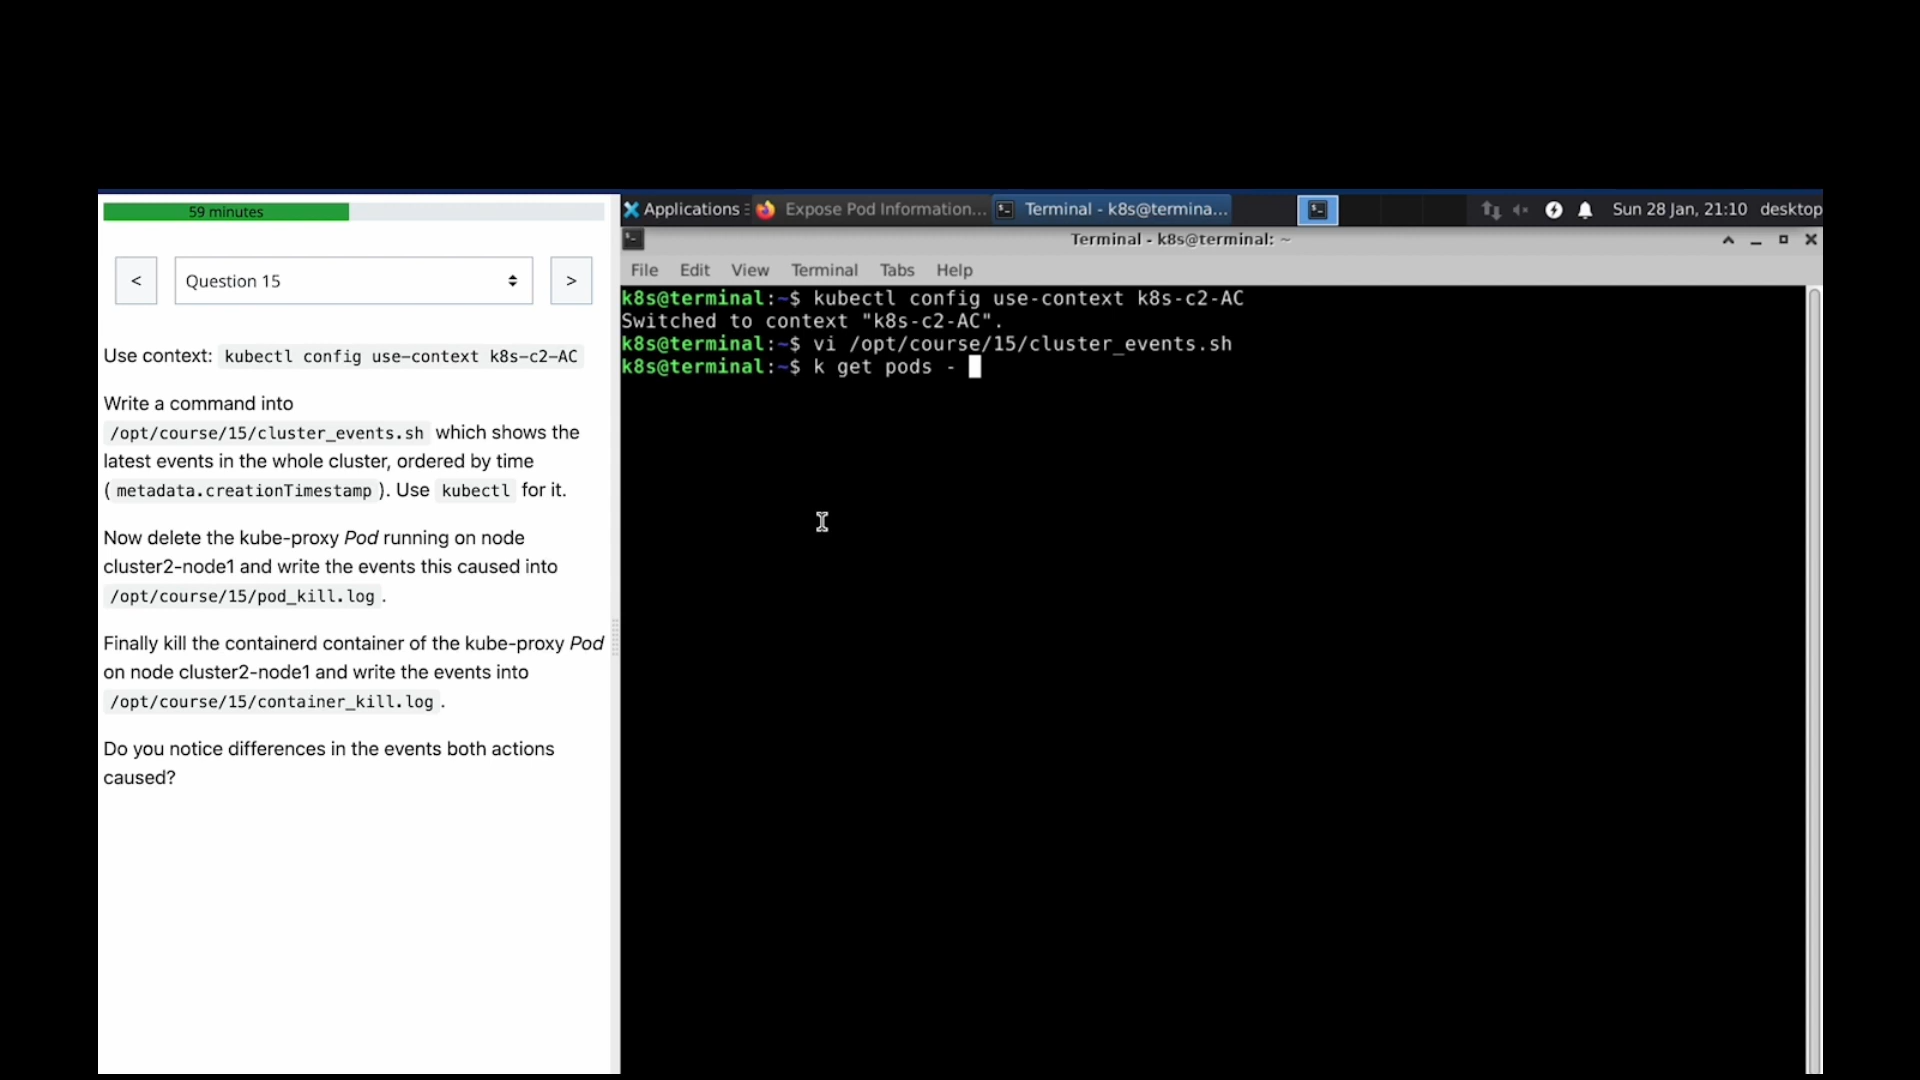 59 minutes
Applications
Expose Pod Information...
Terminal - k8s@termina...
Sun 28 Jan, 21:10
desktop
Terminal - k8s@terminal: ~
<
Question 15
>
File Edit View Terminal Tabs Help
Use context: kubectl config use-context k8s-c2-AC
Write a command into
/opt/course/15/cluster_events.sh which shows the
latest events in the whole cluster, ordered by time
( metadata.creationTimestamp ). Use kubectl for it.
Now delete the kube-proxy Pod running on node
cluster2-node1 and write the events this caused into
/opt/course/15/pod_kill.log .
Finally kill the containerd container of the kube-proxy Pod
on node cluster2-node1 and write the events into
/opt/course/15/container_kill.log .
Do you notice differences in the events both actions
caused?
k8s@terminal:~$ kubectl config use-context k8s-c2-AC
Switched to context "k8s-c2-AC".
k8s@terminal:~$ vi /opt/course/15/cluster_events.sh
k8s@terminal:~$ k get pods -